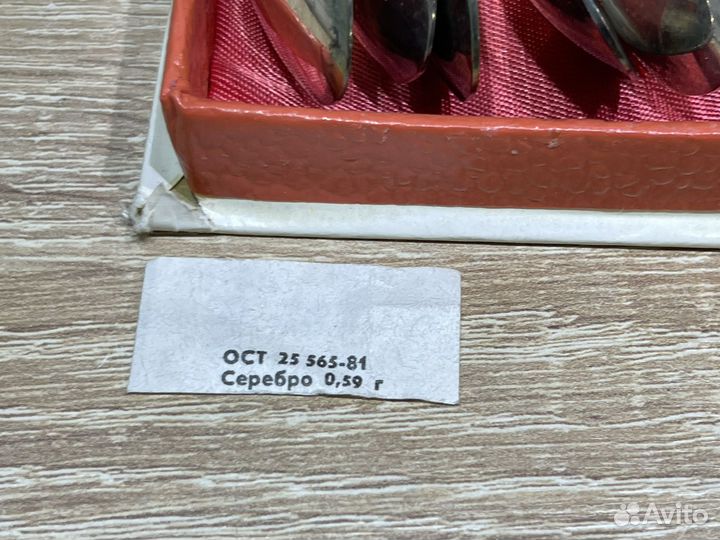 ОСТ 25 565-81
Серебро 0,59 г
Avito